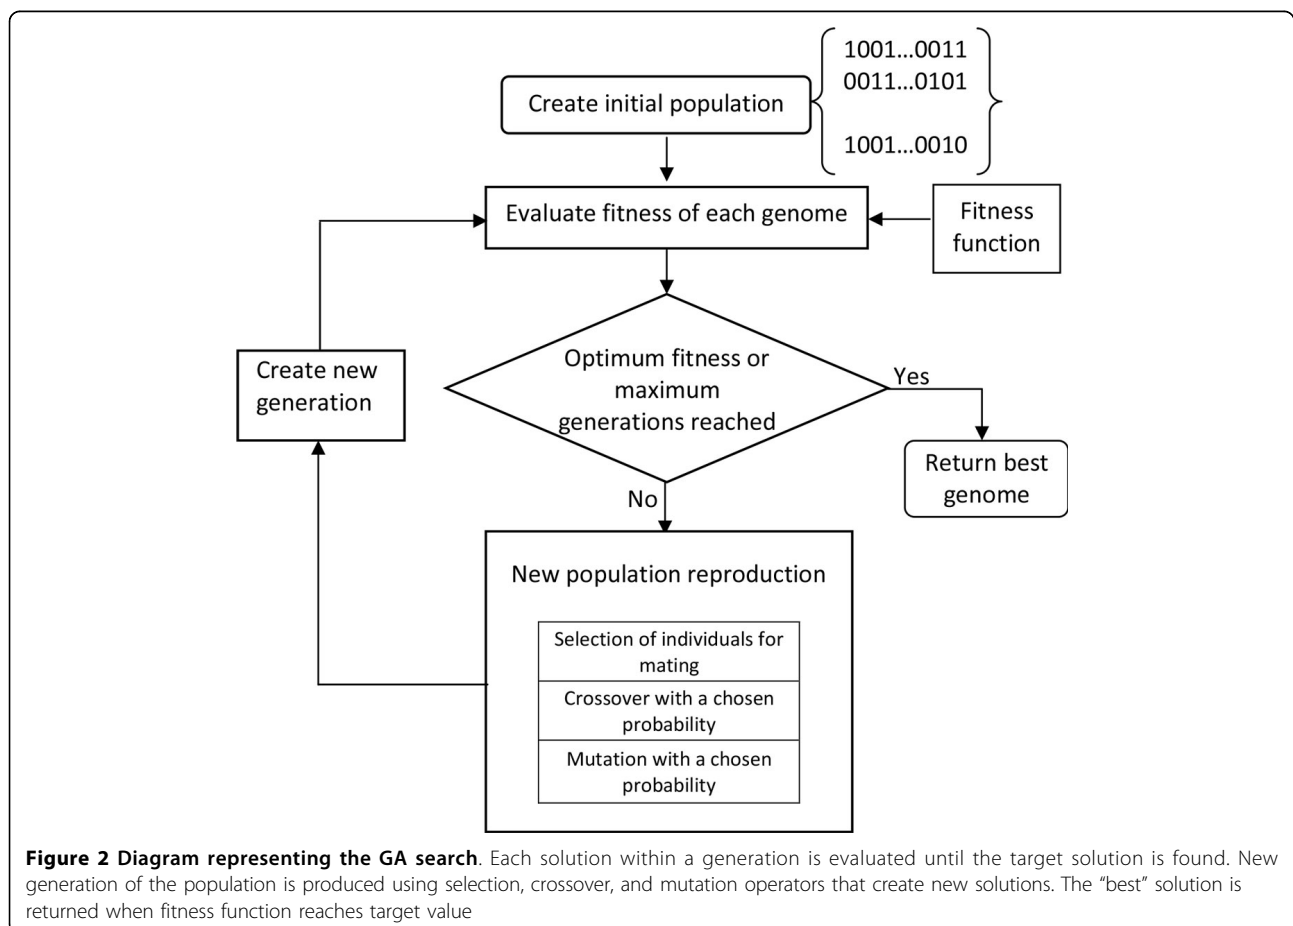 Create initial population
1001...0011
0011...0101
1001...0010
Evaluate fitness of each genome
Fitness
function
Create new
generation
Optimum fitness or
maximum
generations reached
Yes
Return best
genome
No
New population reproduction
Selection of individuals for
mating
Crossover with a chosen
probability
Mutation with a chosen
probability
Figure 2 Diagram representing the GA search. Each solution within a generation is evaluated until the target solution is found. New
generation of the population is produced using selection, crossover, and mutation operators that create new solutions. The “best” solution is
returned when fitness function reaches target value